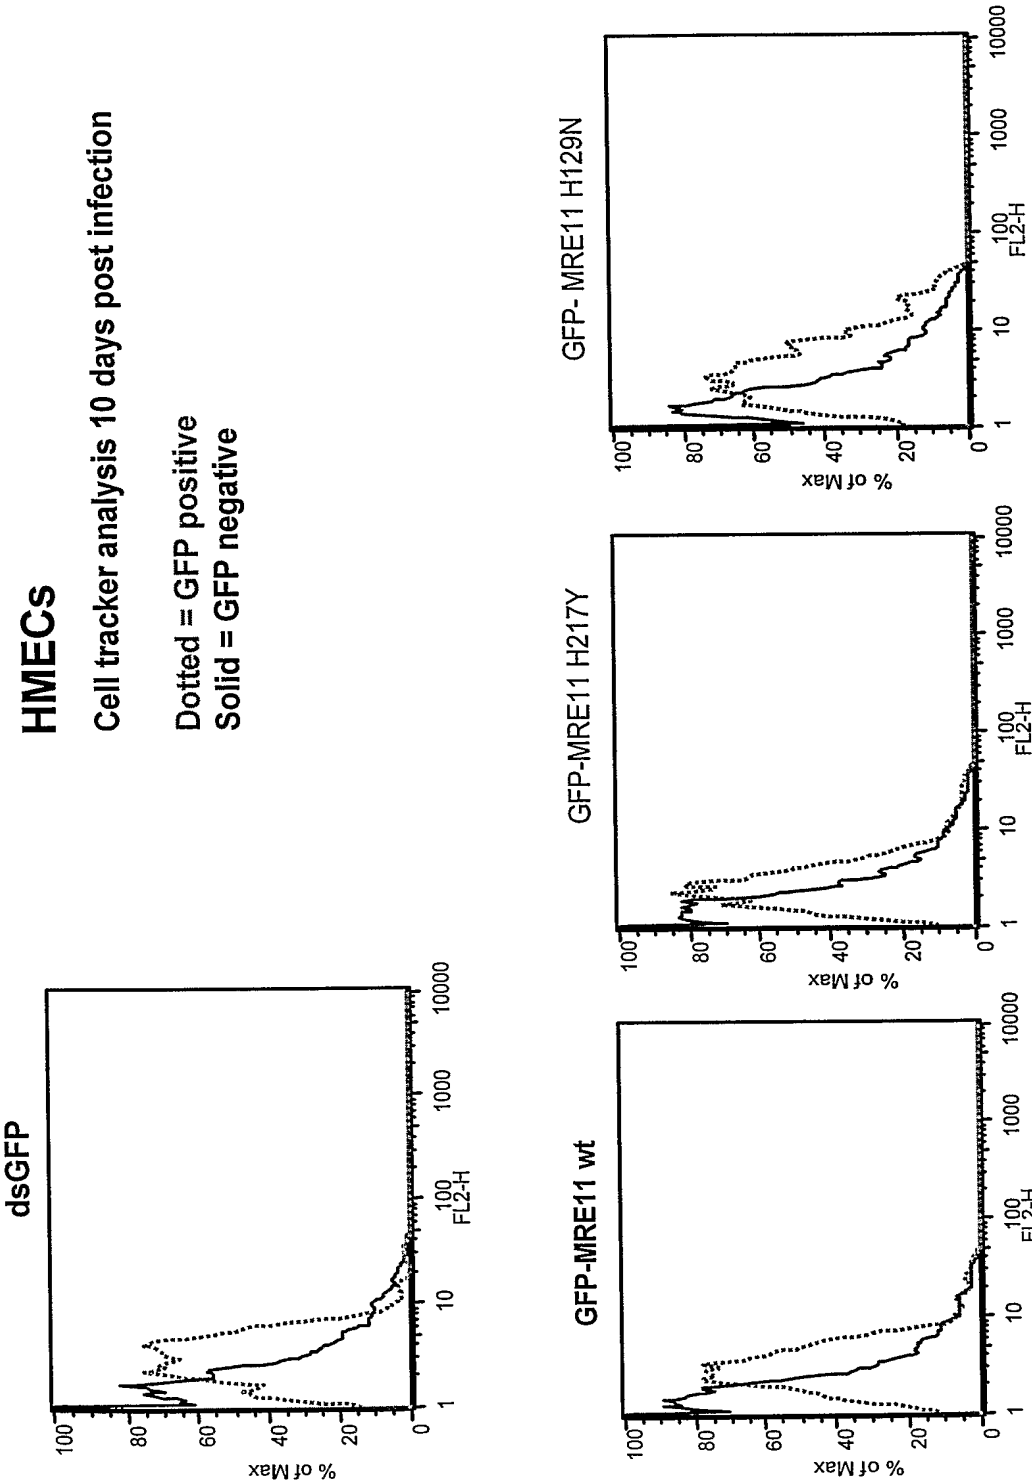 HMECs
Cell tracker analysis 10 days post infection
Dotted = GFP positive
Solid = GFP negative
dsGFP
% of Max
100
80
60
40
20
0
1
10
100
1000
10000
FL2-H
GFP-MRE11 wt
% of Max
100
80
60
40
20
0
1
10
100
1000
10000
FL2-H
GFP-MRE11 H217Y
% of Max
100
80
60
40
20
0
1
10
100
1000
10000
FL2-H
GFP- MRE11 H129N
% of Max
100
80
60
40
20
0
1
10
100
1000
10000
FL2-H